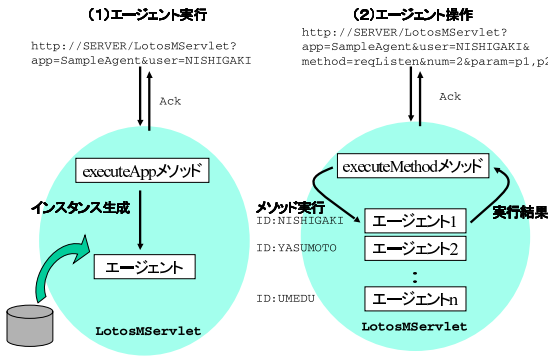 (1)エージェント実行
http://SERVER/LotosMServlet?
app=SampleAgent&user=NISHIGAKI
Ack
executeAppメソッド
インスタンス生成
エージェント
LotosMServlet
(2)エージェント操作
http://SERVER/LotosMServlet?
app=SampleAgent&user=NISHIGAKI&
method=reqListen&num=2&param=p1,p2
Ack
executeMethodメソッド
メソッド実行
実行結果
ID:NISHIGAKI
エージェント1
ID:YASUMOTO
エージェント2
:
ID:UMEDU
エージェントn
LotosMServlet